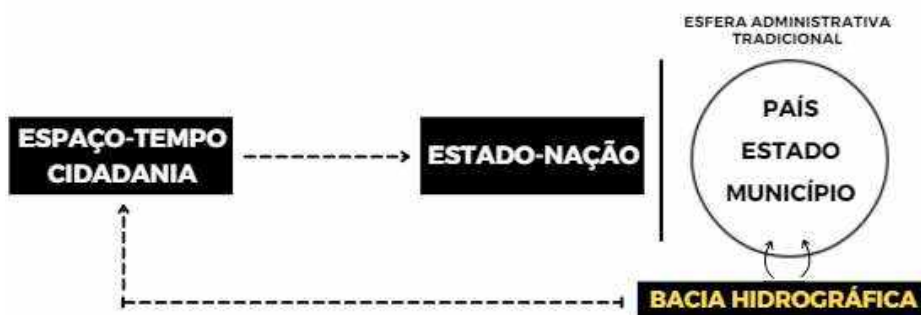 ESFERA ADMINISTRATIVA
TRADICIONAL
ESPAÇO-TEMPO
CIDADANIA
ESTADO-NAÇÃO
PAÍS
ESTADO
MUNICÍPIO
BACIA HIDROGRÁFICA